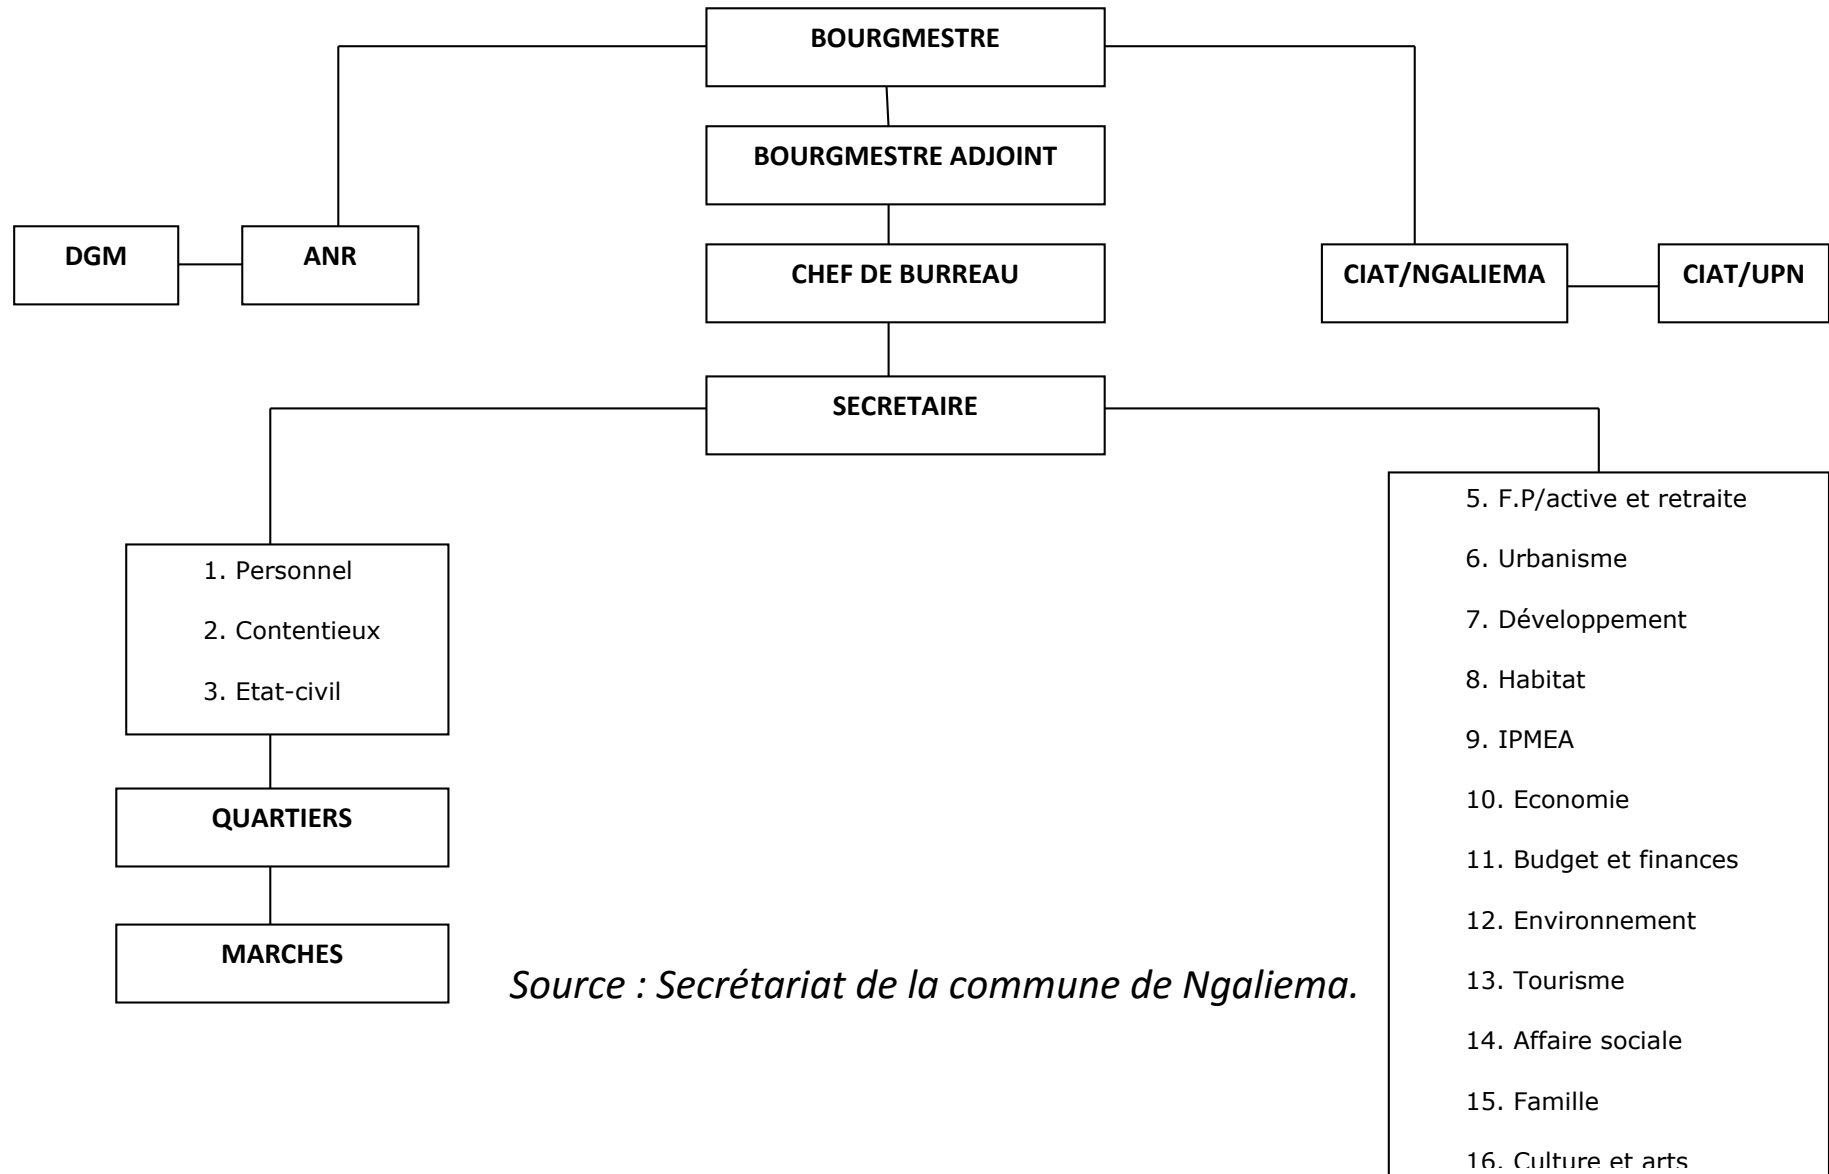 BOURGMESTRE
BOURGMESTRE ADJOINT
DGM
ANR
CHEF DE BURREAU
CIAT/NGALIEMA
CIAT/UPN
SECRETAIRE
1. Personnel
2. Contentieux
3. Etat-civil
QUARTIERS
MARCHES
5. F.P/active et retraite
6. Urbanisme
7. Développement
8. Habitat
9. IPMEA
10. Economie
11. Budget et finances
12. Environnement
13. Tourisme
14. Affaire sociale
15. Famille
16. Culture et arts
Source : Secrétariat de la commune de Ngaliema.